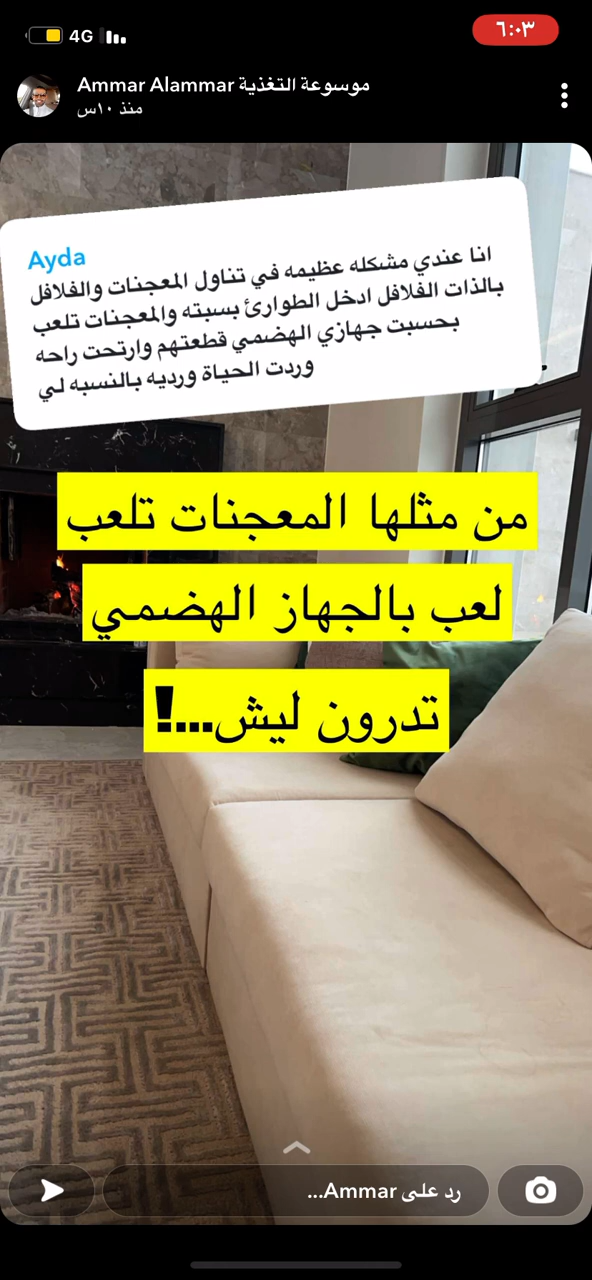 4G
٦:٠٣
موسوعة التغذية Ammar Alammar
منذ ١٠س
Ayda
انا عندي مشكله عظيمه في تناول المعجنات والفلافل
بالذات الفلافل ادخل الطوارئ بسبته والمعجنات تلعب
بحسبت جهازي الهضمي قطعتهم وارتحت راحه
وردت الحياة ورديه بالنسبه لي
من مثلها المعجنات تلعب
لعب بالجهاز الهضمي
تدرون ليش...!
رد على Ammar...